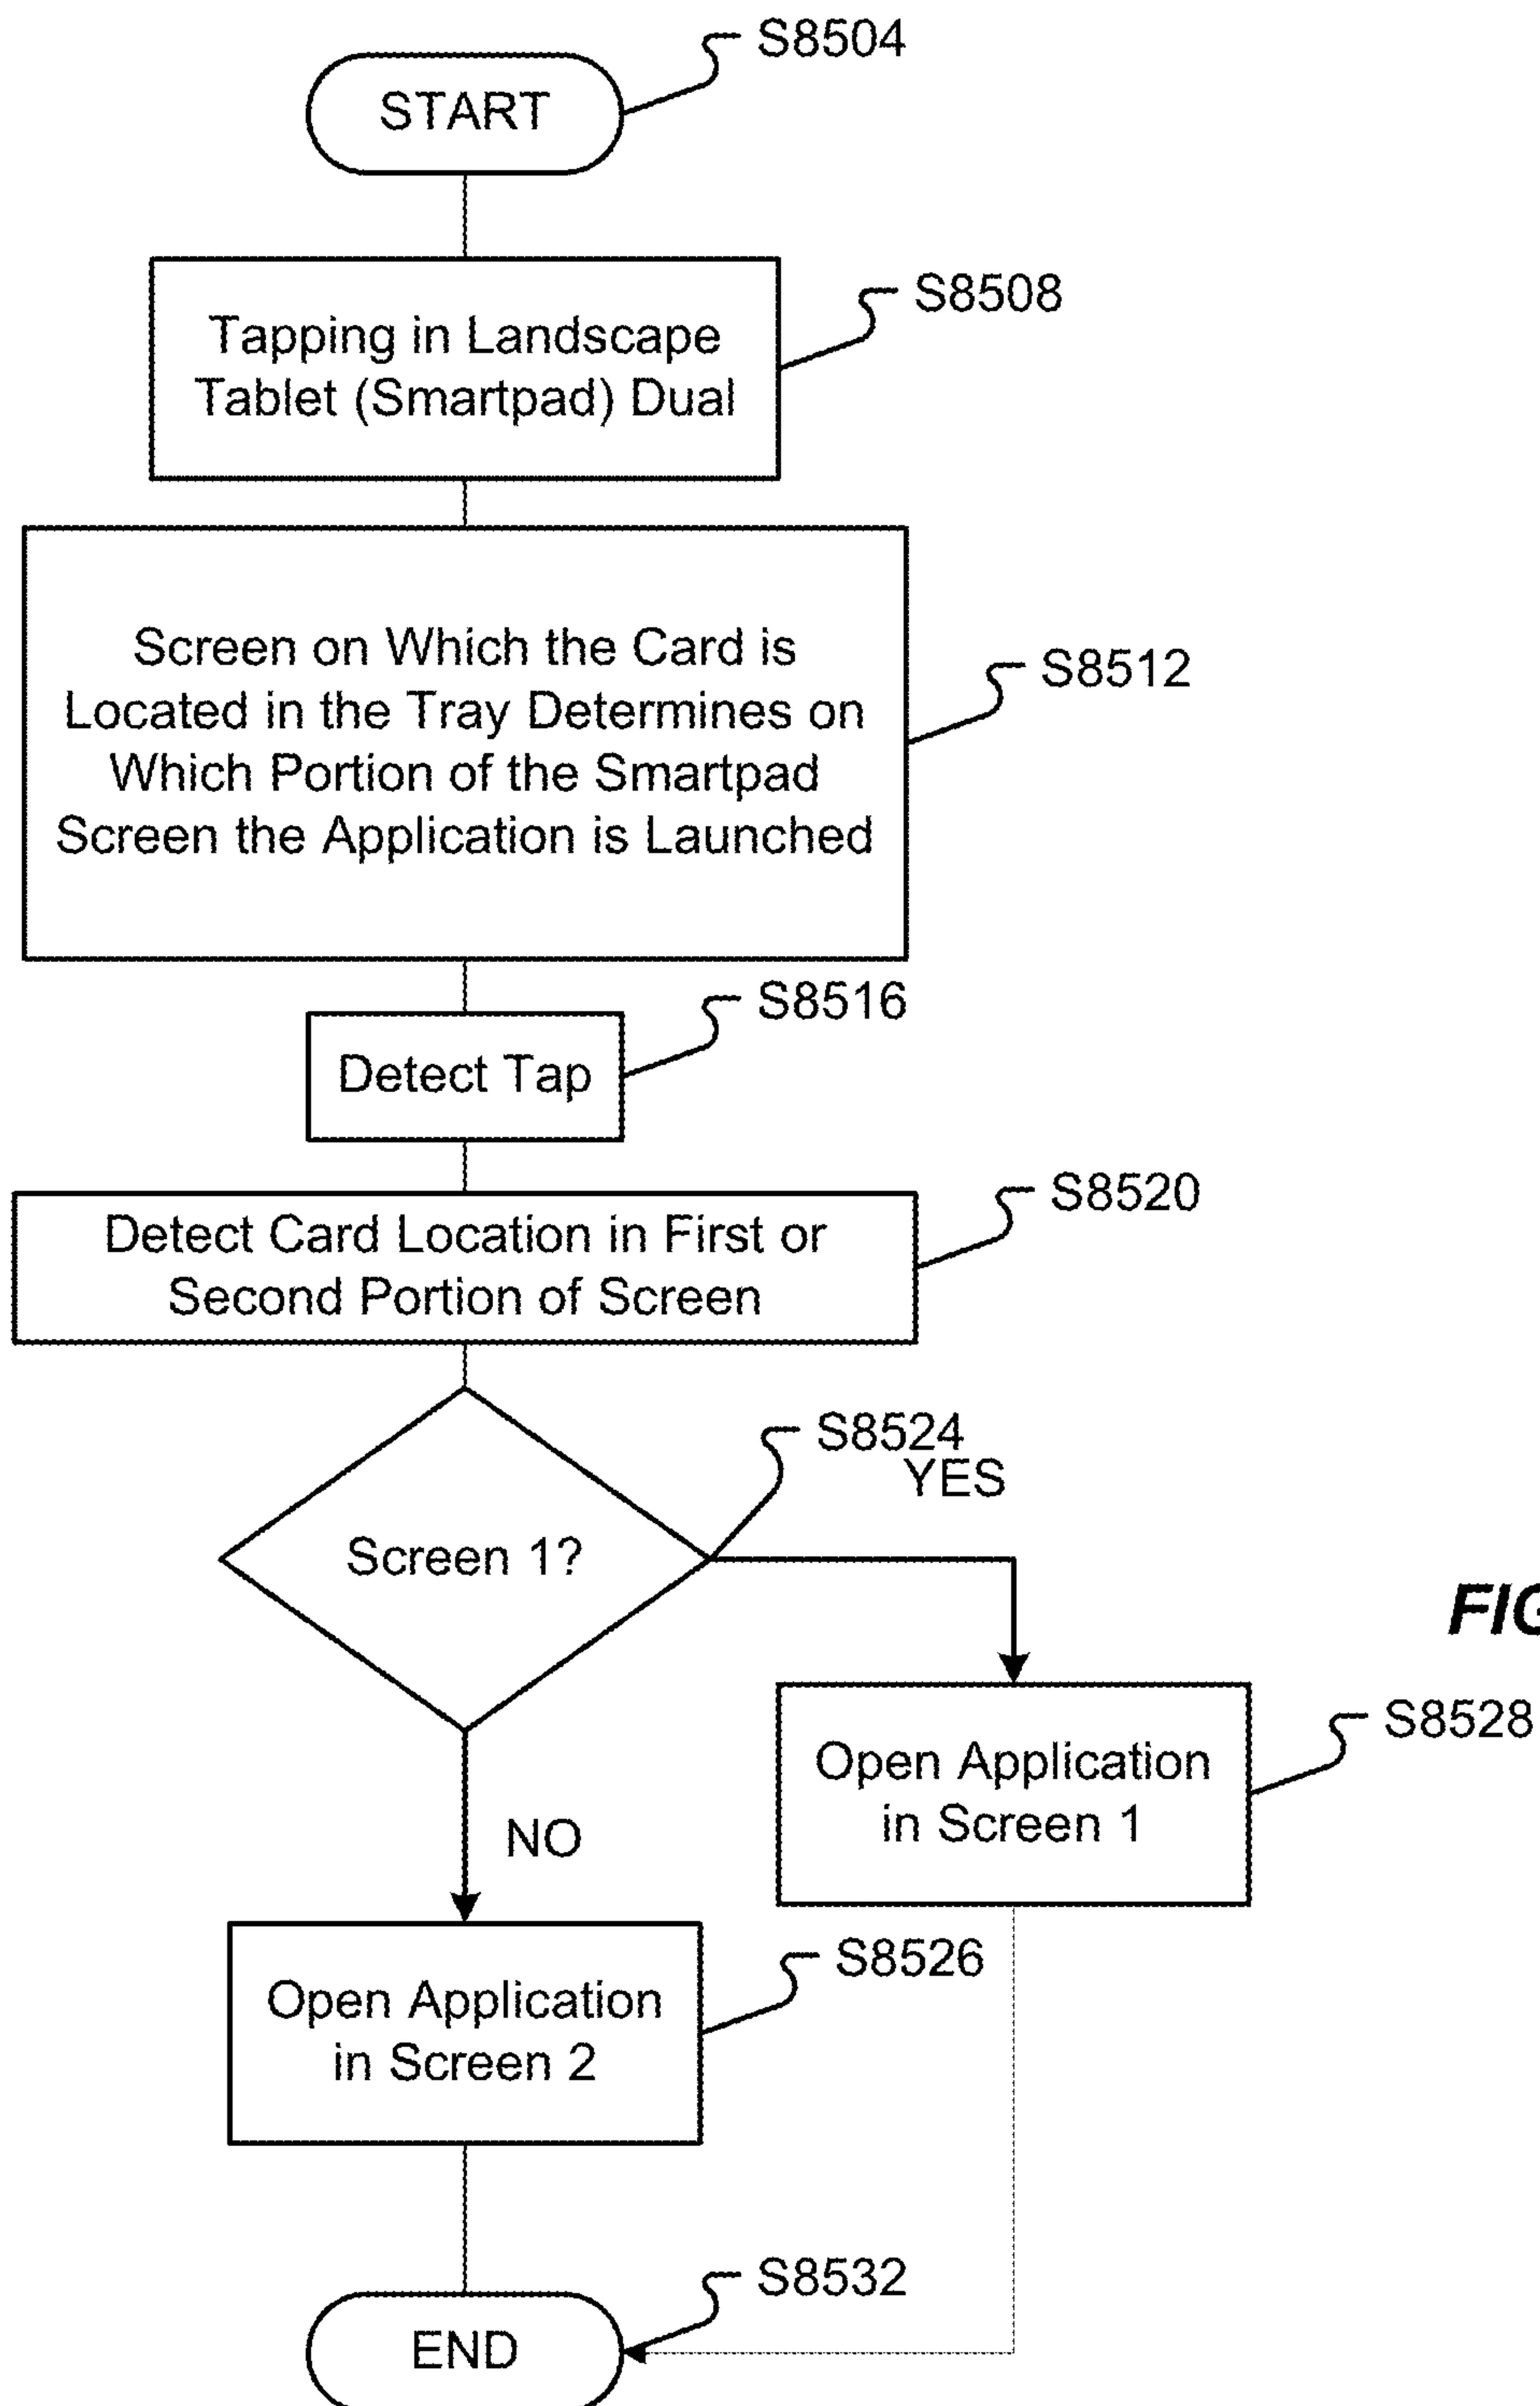 S8504
START
S8508
Tapping in Landscape
Tablet (Smartpad) Dual
S8512
Screen on Which the Card is
Located in the Tray Determines on
Which Portion of the Smartpad
Screen the Application is Launched
S8516
Detect Tap
S8520
Detect Card Location in First or
Second Portion of Screen
S8524
YES
Screen 1?
FIG
S8528
Open Application
in Screen 1
NO
S8526
Open Application
in Screen 2
S8532
END